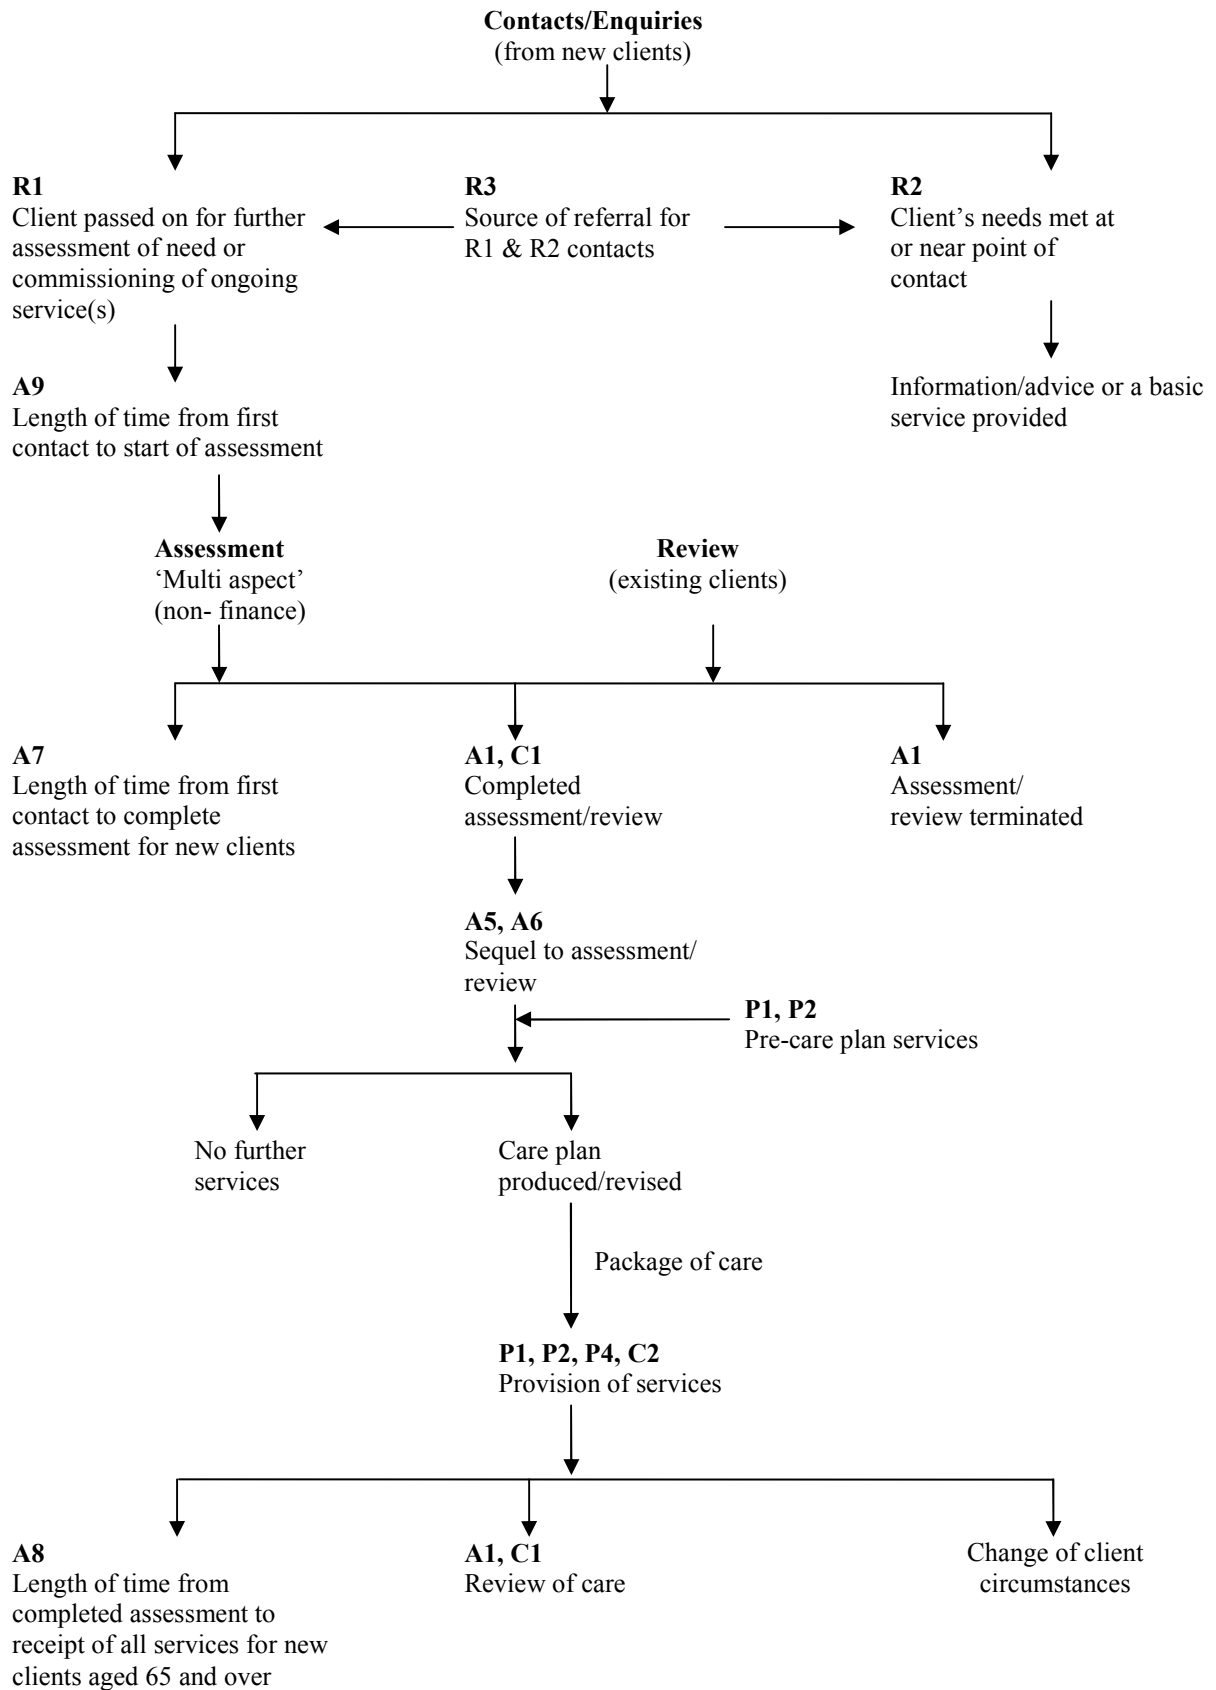 Contacts/Enquiries
(from new clients)
R1
Client passed on for further
assessment of need or
commissioning of ongoing
service(s)
R3
Source of referral for
R1 & R2 contacts
R2
Client's needs met at
or near point of
contact
A9
Length of time from first
contact to start of assessment
Information/advice or a basic
service provided
Assessment
‘Multi aspect’
(non- finance)
Review
(existing clients)
A7
Length of time from first
contact to complete
assessment for new clients
A1, C1
Completed
assessment/review
A1
Assessment/
review terminated
A5, A6
Sequel to assessment/
review
P1, P2
Pre-care plan services
No further
services
Care plan
produced/revised
Package of care
P1, P2, P4, C2
Provision of services
A8
Length of time from
completed assessment to
receipt of all services for new
clients aged 65 and over
A1, C1
Review of care
Change of client
circumstances